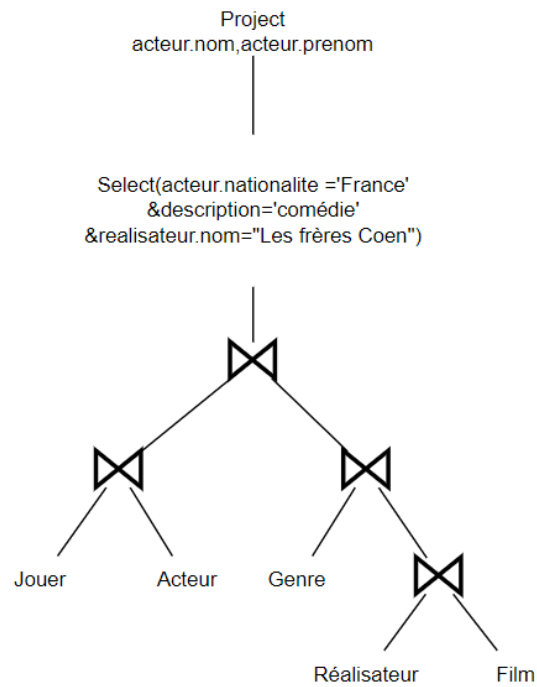 Project
acteur.nom,acteur.prenom
Select(acteur.nationalite ='France'
&description='comédie'
&realisateur.nom="Les frères Coen")
Jouer
Acteur
Genre
Réalisateur
Film